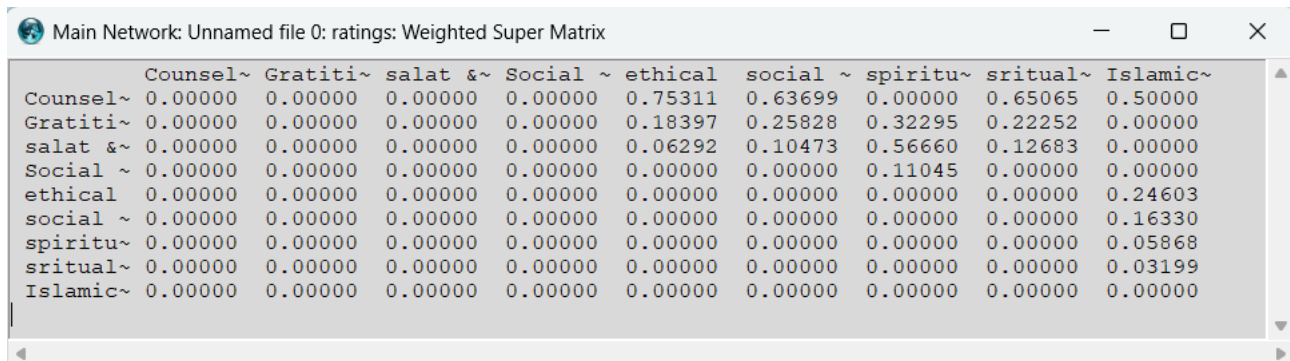 Main Network: Unnamed file 0: ratings: Weighted Super Matrix
Counsel~ Gratiti~ salat &~ Social ~ ethical social ~ spiritu~ sritual~ Islamic~
Counsel~ 0.00000 0.00000 0.00000 0.00000 0.75311 0.63699 0.00000 0.65065 0.50000
Gratiti~ 0.00000 0.00000 0.00000 0.00000 0.18397 0.25828 0.32295 0.22252 0.00000
salat &~ 0.00000 0.00000 0.00000 0.00000 0.06292 0.10473 0.56660 0.12683 0.00000
Social ~ 0.00000 0.00000 0.00000 0.00000 0.00000 0.00000 0.11045 0.00000 0.00000
ethical 0.00000 0.00000 0.00000 0.00000 0.00000 0.00000 0.00000 0.00000 0.24603
social ~ 0.00000 0.00000 0.00000 0.00000 0.00000 0.00000 0.00000 0.00000 0.16330
spiritu~ 0.00000 0.00000 0.00000 0.00000 0.00000 0.00000 0.00000 0.00000 0.05868
sritual~ 0.00000 0.00000 0.00000 0.00000 0.00000 0.00000 0.00000 0.00000 0.03199
Islamic~ 0.00000 0.00000 0.00000 0.00000 0.00000 0.00000 0.00000 0.00000 0.00000